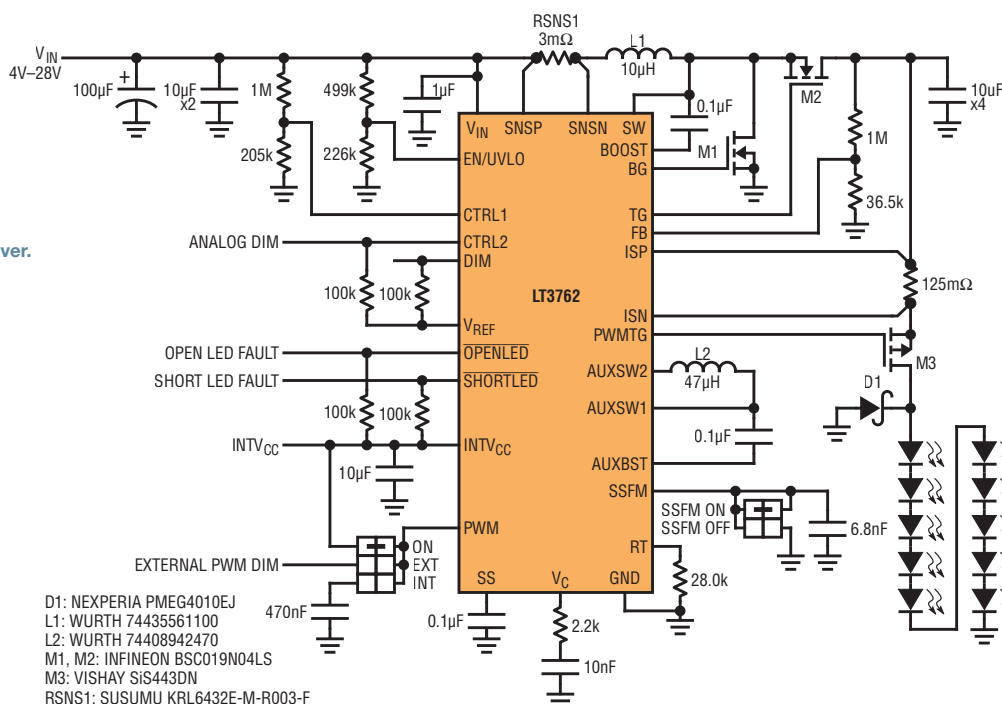 RSNS1
3mΩ
L1
10µH
VIN
4V–28V
100µF
+
10µF
x2
1M
499k
1µF
0.1µF
M2
10uF
x4
VIN
SNSP
SNSN
SW
BOOST
BG
M1
1M
205k
226k
EN/UVLO
36.5k
CTRL1
TG
FB
ver.
ANALOG DIM
CTRL2
ISP
DIM
LT3762
125mΩ
100k
100k
VREF
ISN
PWMTG
OPEN LED FAULT
OPENLED
L2
47µH
M3
SHORT LED FAULT
SHORTLED
AUXSW2
D1
100k
100k
AUXSW1
0.1µF
INTVCC
INTVCC
10µF
AUXBST
SSFM
SSFM ON
SSFM OFF
6.8nF
PWM
ON
EXT
INT
EXTERNAL PWM DIM
RT
28.0k
SS
VC
GND
470nF
0.1µF
2.2k
10nF
D1: NEXPERIA PMEG4010EJ
L1: WURTH 74435561100
L2: WURTH 74408942470
M1, M2: INFINEON BSC019N04LS
M3: VISHAY SiS443DN
RSNS1: SUSUMU KRL6432E-M-R003-F